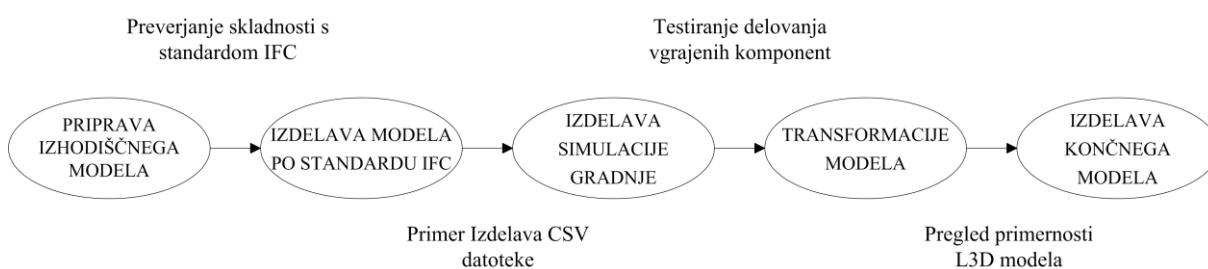 Preverjanje skladnosti s
standardom IFC
Testiranje delovanja
vgrajenih komponent
PRIPRAVA
IZHODIŠČNEGA
MODELA
IZDELAVA MODELA
PO STANDARDU IFC
IZDELAVA
SIMULACIJE
GRADNJE
TRANSFORMACIJE
MODELA
IZDELAVA
KONČNEGA
MODELA
Primer Izdelava CSV
datoteke
Pregled primernosti
L3D modela